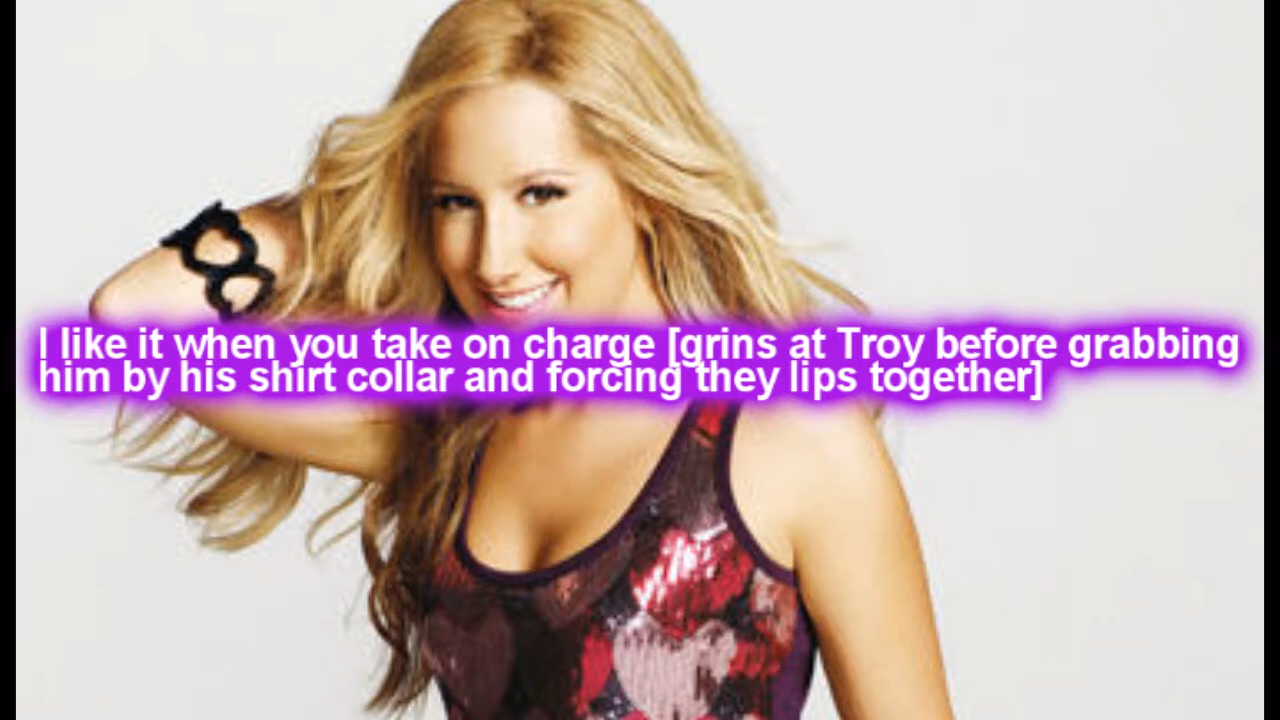 I like it when you take on charge [grins at Troy before grabbing
him by his shirt collar and forcing they lips together]